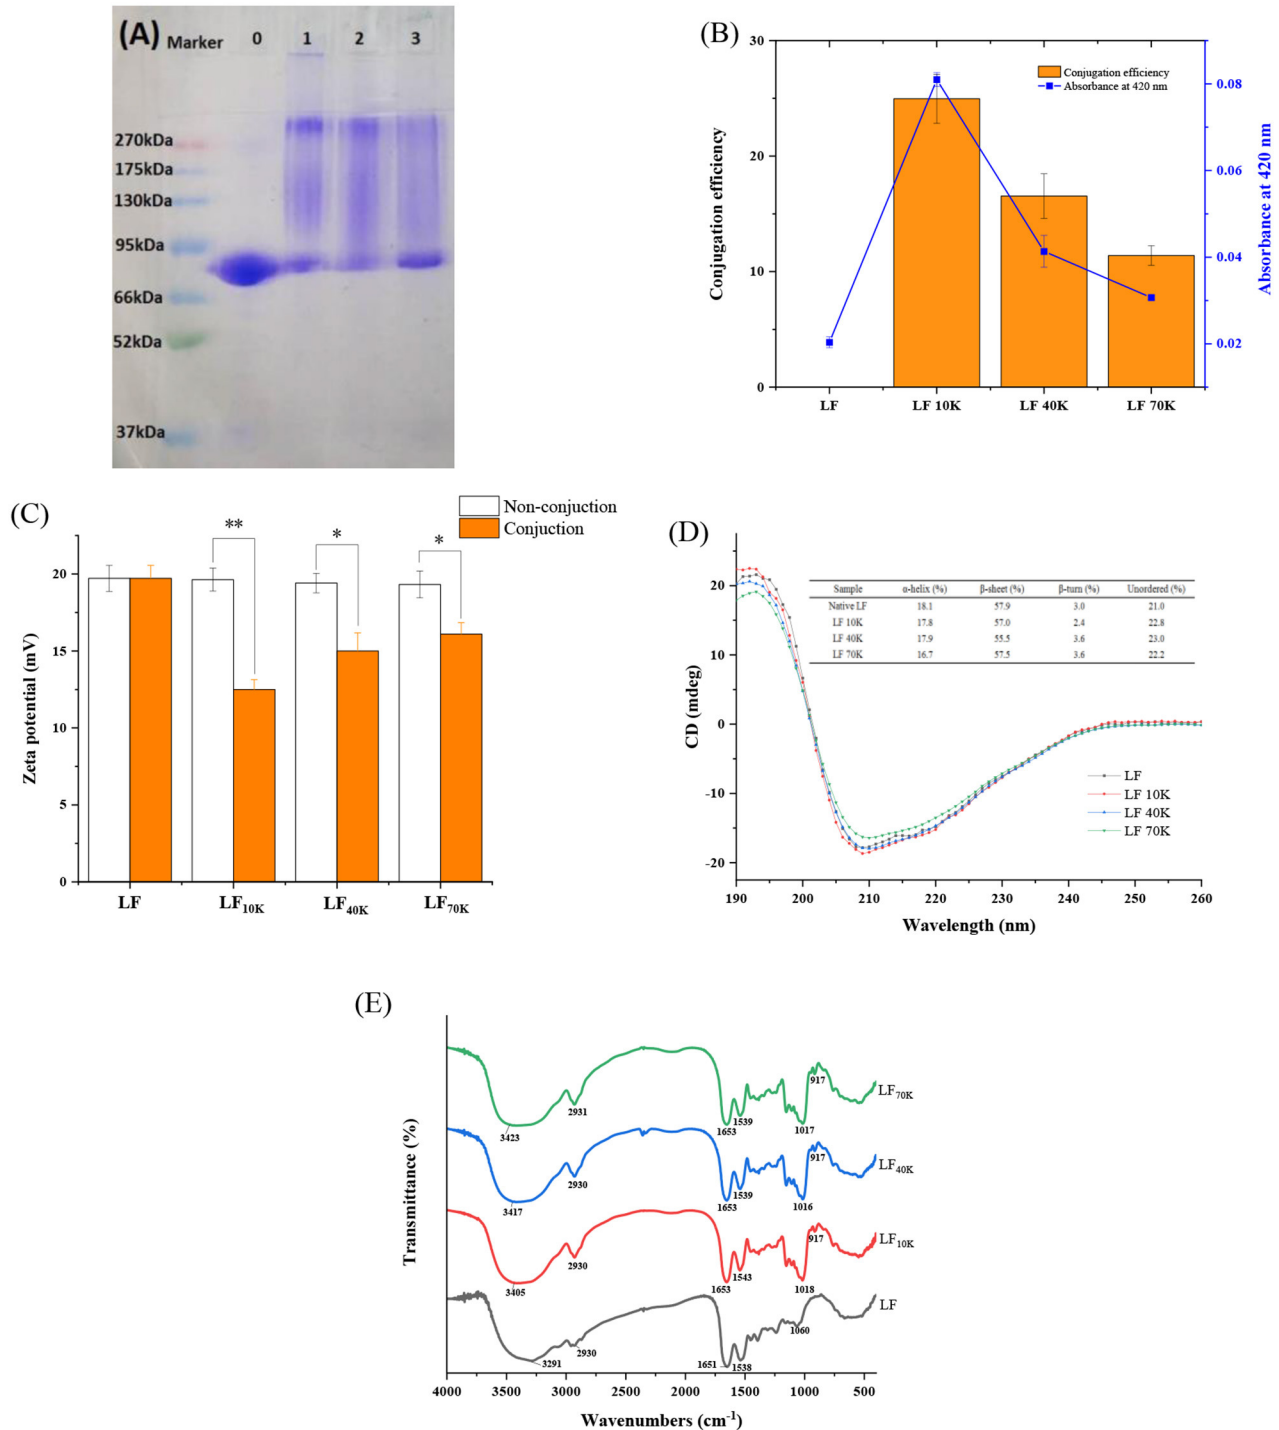 (A)
Marker 0 1 2 3
270kDa
175kDa
130kDa
95kDa
66kDa
52kDa
37kDa
(B)
30
20
10
0
Conjugation efficiency
Conjugation efficiency
Absorbance at 420 nm
0.08
0.06
0.04
0.02
Absorbance at 420 nm
LF LF 10K LF 40K LF 70K
(C)
Non-conjuction
Conjuction
** * *
20
15
10
5
0
Zeta potential (mV)
LF LF10K LF40K LF70K
(D)
20
10
0
-10
-20
CD (mdeg)
Sample α-helix (%) β-sheet (%) β-turn (%) Unordered (%)
Native LF 18.1 57.9 3.0 21.0
LF 10K 17.8 57.0 2.4 22.8
LF 40K 17.9 55.5 3.6 23.0
LF 70K 16.7 57.5 3.6 22.2
LF
LF 10K
LF 40K
LF 70K
190 200 210 220 230 240 250 260
Wavelength (nm)
(E)
Transmittance (%)
3423 2931 1653 1539 1017 917 LF70K
3417 2930 1653 1539 1016 917 LF40K
3405 2930 1653 1543 1018 917 LF10K
3291 2930 1651 1538 1060 LF
4000 3500 3000 2500 2000 1500 1000 500
Wavenumbers (cm-1)